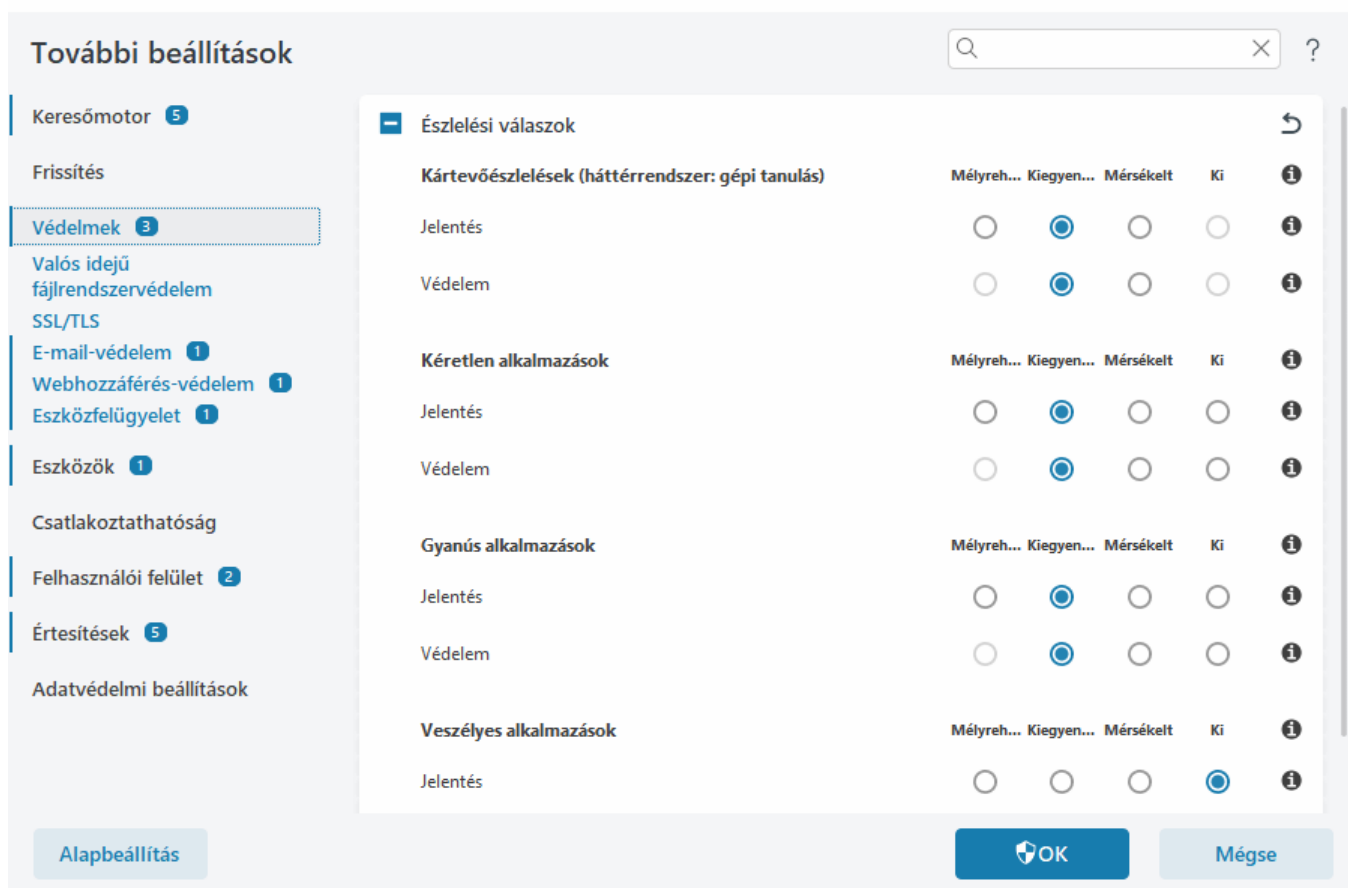 További beállítások
?
Keresőmotor 5
Frissítés
Védelmek 3
Valós idejű
fájlrendszervédelem
SSL/TLS
E-mail-védelem 1
Webhozzáférés-védelem 1
Eszközfelügyelet 1
Eszközök 1
Csatlakoztathatóság
Felhasználói felület 2
Értesítések 5
Adatvédelmi beállítások
Észlelési válaszok
Kártevőészlelések (háttérrendszer: gépi tanulás) Mélyreh... Kiegyen... Mérsékelt Ki
Jelentés
Védelem
Kéretlen alkalmazások Mélyreh... Kiegyen... Mérsékelt Ki
Jelentés
Védelem
Gyanús alkalmazások Mélyreh... Kiegyen... Mérsékelt Ki
Jelentés
Védelem
Veszélyes alkalmazások Mélyreh... Kiegyen... Mérsékelt Ki
Jelentés
Alapbeállítás OK Mégse